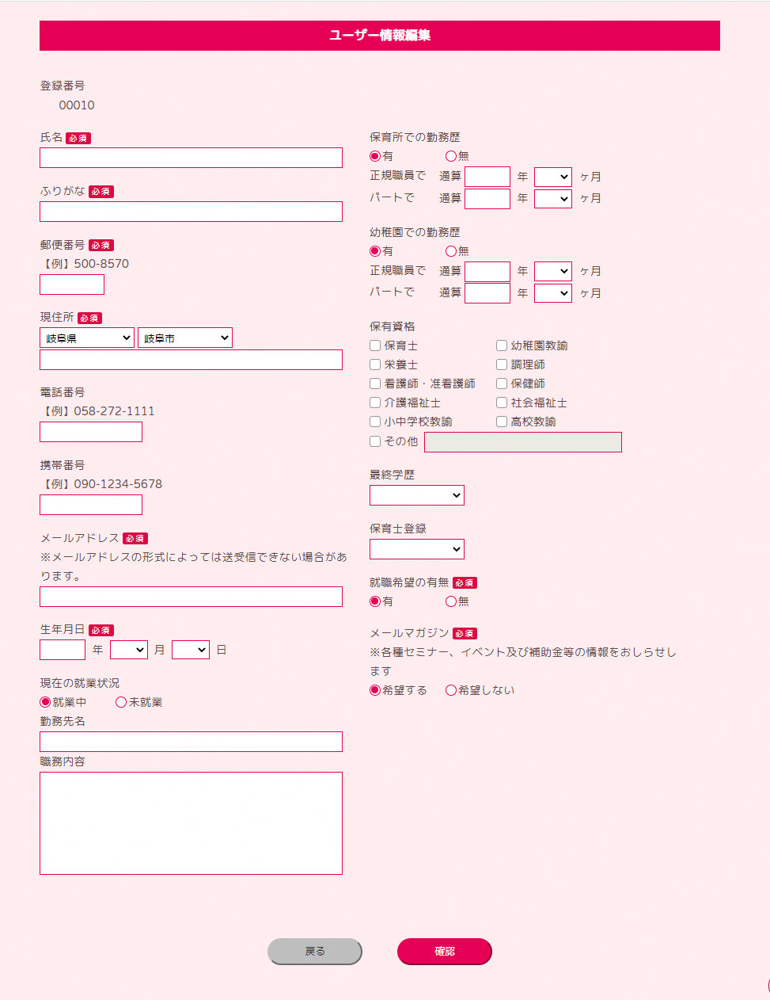 ユーザー情報編集
登録番号
00010
氏名 必須
ふりがな 必須
郵便番号 必須
【例】500-8570
現住所 必須
岐阜県 岐阜市
電話番号
【例】058-272-1111
携帯番号
【例】090-1234-5678
メールアドレス 必須
※メールアドレスの形式によっては送受信できない場合があ
ります。
生年月日 必須
年 月 日
現在の就業状況
就業中 未就業
勤務先名
職務内容
保育所での勤務歴
有 無
正規職員で 通算 年 ヶ月
パートで 通算 年 ヶ月
幼稚園での勤務歴
有 無
正規職員で 通算 年 ヶ月
パートで 通算 年 ヶ月
保有資格
保育士 幼稚園教諭
栄養士 調理師
看護師・准看護師 保健師
介護福祉士 社会福祉士
小中学校教諭 高校教諭
その他
最終学歴
保育士登録
就職希望の有無 必須
有 無
メールマガジン 必須
※各種セミナー、イベント及び補助金等の情報をおしらせし
ます
希望する 希望しない
戻る 確認